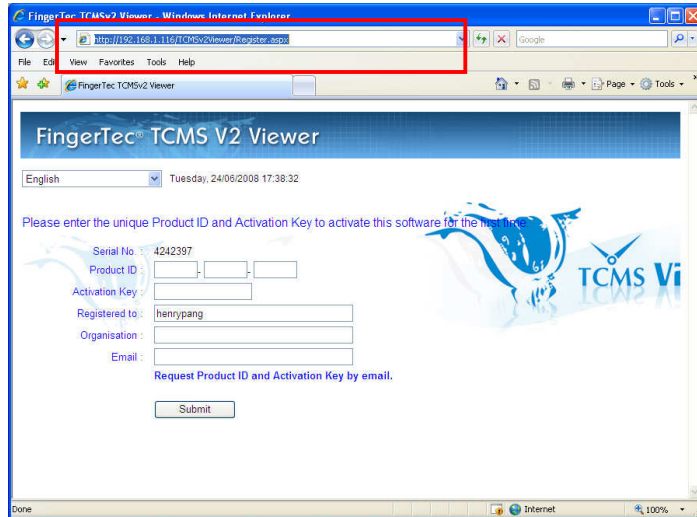 FingerTec TCMSv2 Viewer - Windows Internet Explorer
http://192.168.1.116/TCMSv2Viewer/Register.aspx
Google
File Edit View Favorites Tools Help
FingerTec TCMSv2 Viewer
Page Tools
FingerTec® TCMS V2 Viewer
English
Tuesday, 24/06/2008 17:38:32
Please enter the unique Product ID and Activation Key to activate this software for the first time.
Serial No. : 4242397
Product ID : - -
Activation Key :
Registered to : henrypang
Organisation :
Email :
Request Product ID and Activation Key by email.
Submit
TCMS Vi
Done
Internet
100%